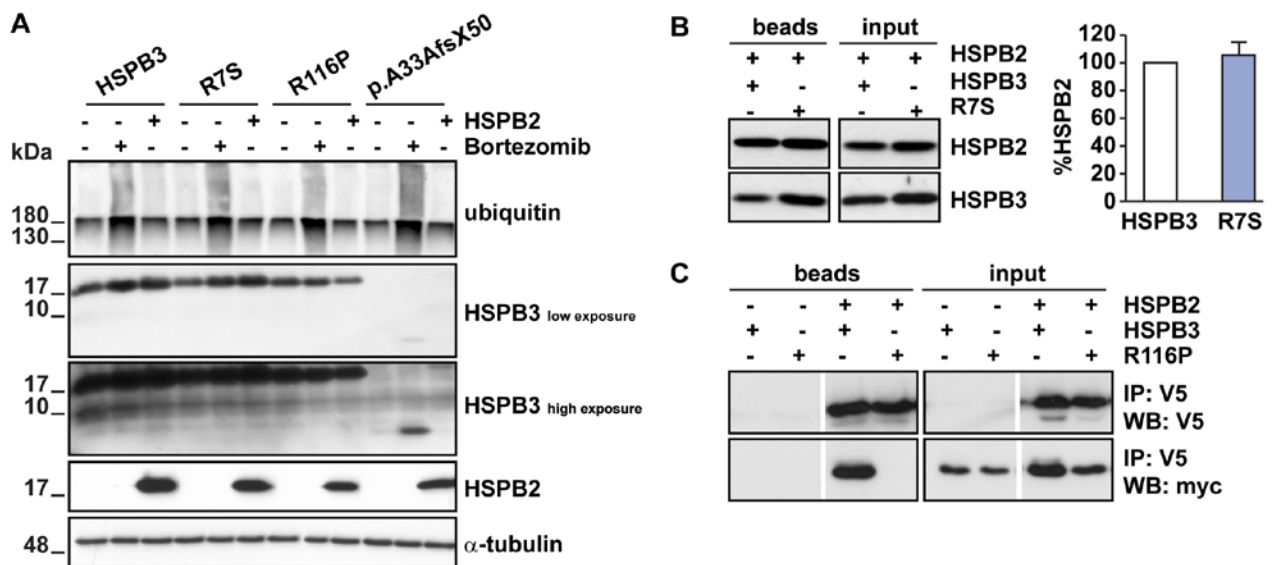 A
HSPB3 R7S R116P p.A33AfsX50
- - + - - + - - + - - + HSPB2
- + - - + - - + - - + - Bortezomib
kDa
180
130
ubiquitin
17
10
HSPB3 low exposure
17
10
HSPB3 high exposure
17
HSPB2
48
α-tubulin
B
beads input
+ + + + HSPB2
+ - + - HSPB3
- + - + R7S
HSPB2
HSPB3
%HSPB2
120
100
80
60
40
20
0
HSPB3 R7S
C
beads input
- - + + - - + + HSPB2
+ - + - + - + - HSPB3
- + - + - + - + R116P
IP: V5
WB: V5
IP: V5
WB: myc